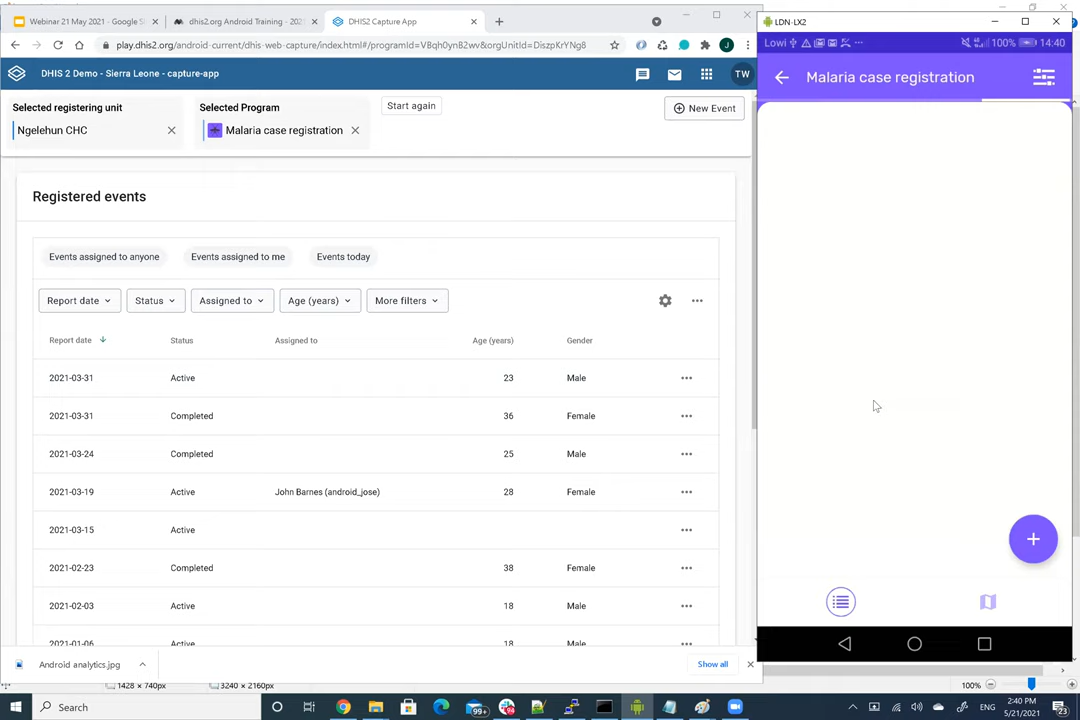 Webinar 21 May 2021 - Google Sl
dhis2.org Android Training - 202
DHIS2 Capture App
play.dhis2.org/android-current/dhis-web-capture/index.html#/programId=VBqh0ynB2wv&orgUnitId=DiszpKrYNg8
J
DHIS 2 Demo - Sierra Leone - capture-app
TW
Selected registering unit
Ngelehun CHC
Selected Program
Malaria case registration
Start again
New Event
Registered events
Events assigned to anyone
Events assigned to me
Events today
Report date
Status
Assigned to
Age (years)
More filters
Report date
Status
Assigned to
Age (years)
Gender
2021-03-31 Active 23 Male
2021-03-31 Completed 36 Female
2021-03-24 Completed 25 Male
2021-03-19 Active John Barnes (android_jose) 28 Female
2021-03-15 Active
2021-02-23 Completed 38 Female
2021-02-03 Active 18 Male
2021-01-06 Active 18 Male
Android analytics.jpg
Show all
LDN-LX2
Lowi
100%
14:40
Malaria case registration
1428 × 740px
3240 × 2160px
100%
Search
99+
94
ENG
2:40 PM
5/21/2021
23